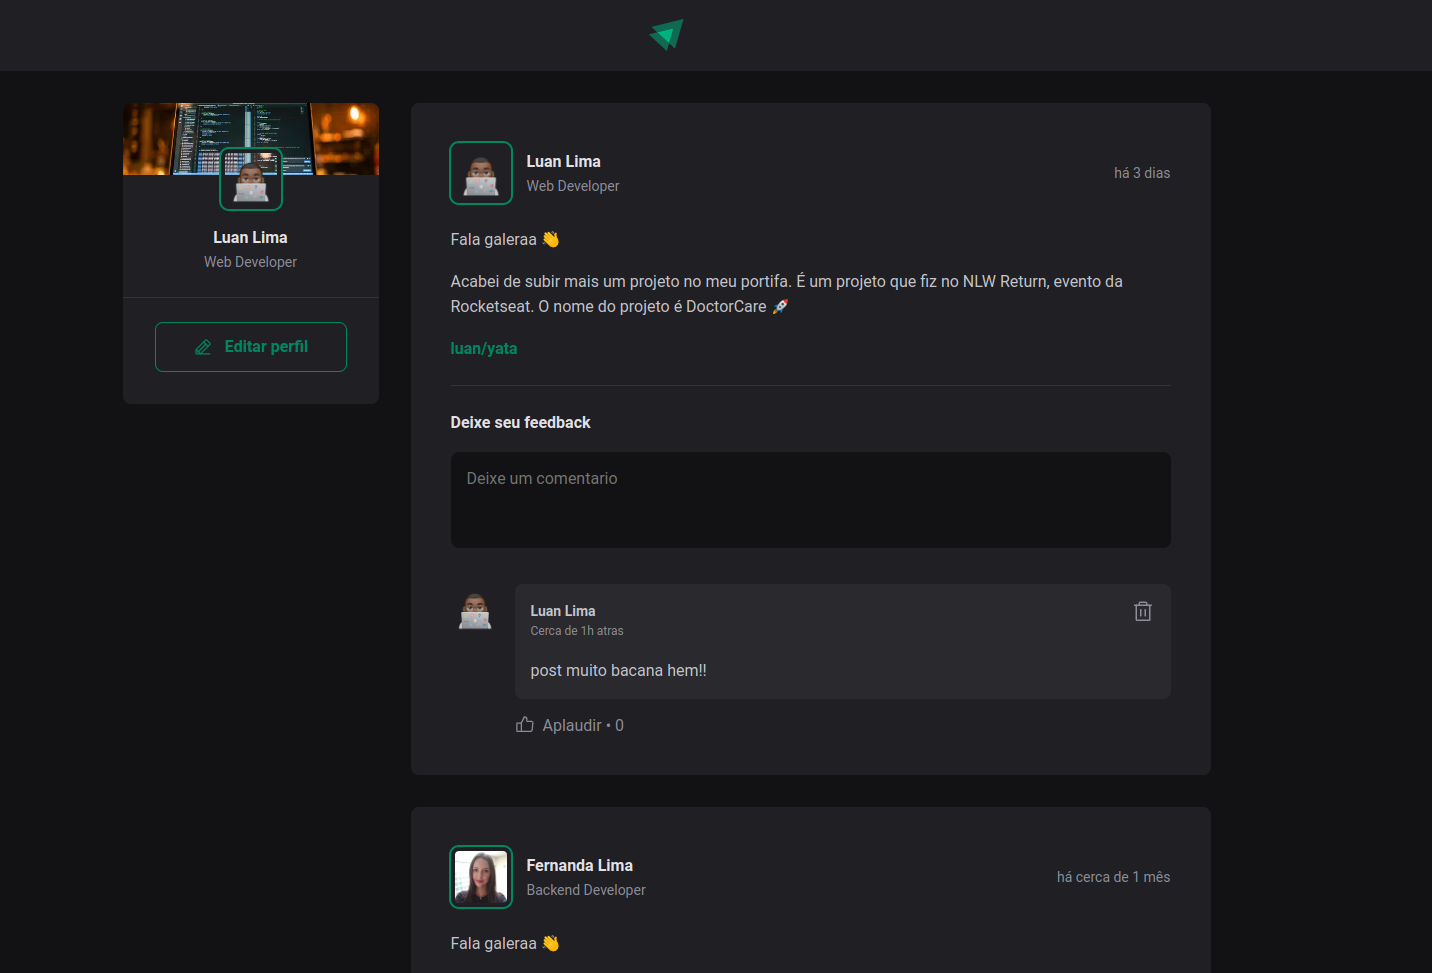 Luan Lima
Web Developer
Editar perfil
Luan Lima
Web Developer
há 3 dias
Fala galeraa 👋
Acabei de subir mais um projeto no meu portifa. É um projeto que fiz no NLW Return, evento da
Rocketseat. O nome do projeto é DoctorCare 🚀
luan/yata
Deixe seu feedback
Deixe um comentario
Luan Lima
Cerca de 1h atras
post muito bacana hem!!
Aplaudir • 0
Fernanda Lima
Backend Developer
há cerca de 1 mês
Fala galeraa 👋